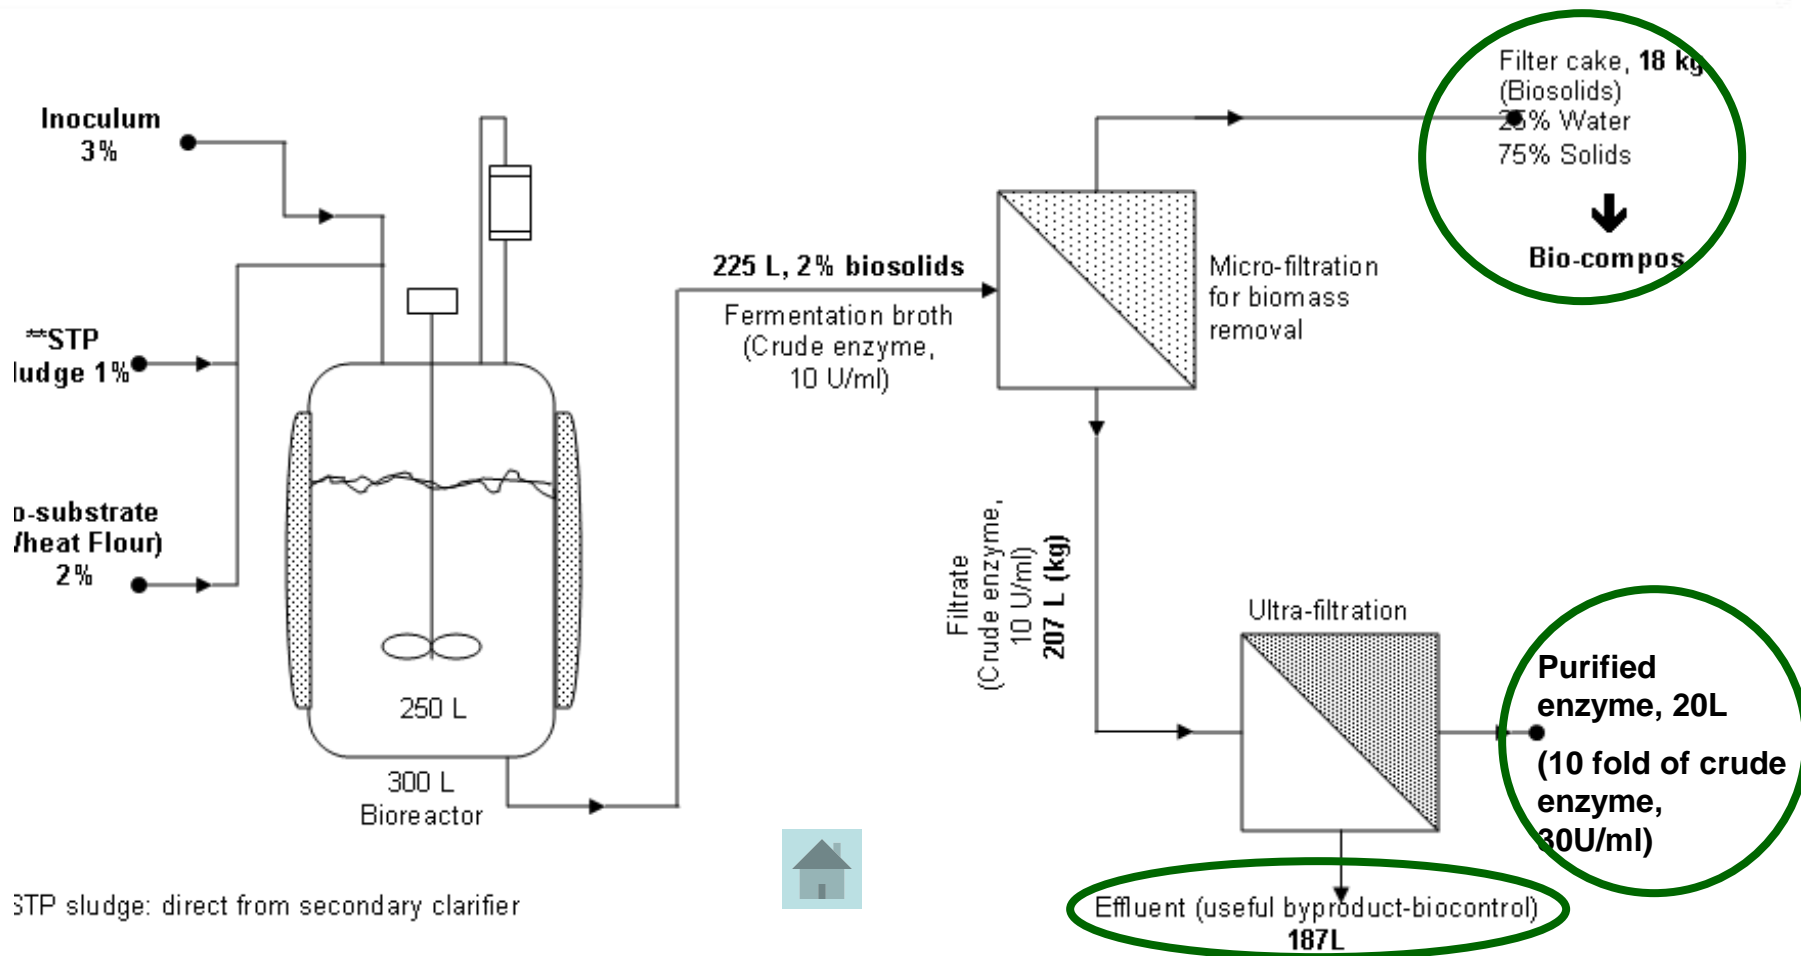 Inoculum
3%
**STP
ludge 1%
o-substrate
Wheat Flour)
2%
250 L
300 L
Bioreactor
STP sludge: direct from secondary clarifier
225 L, 2% biosolids
Fermentation broth
(Crude enzyme,
10 U/ml)
Micro-filtration
for biomass
removal
Filter cake, 18 kg
(Biosolids)
25% Water
75% Solids
Bio-compos
Filtrate
(Crude enzyme,
10 U/ml)
207 L (kg)
Ultra-filtration
Purified
enzyme, 20L
(10 fold of crude
enzyme,
30U/ml)
Effluent (useful byproduct-biocontrol)
187L